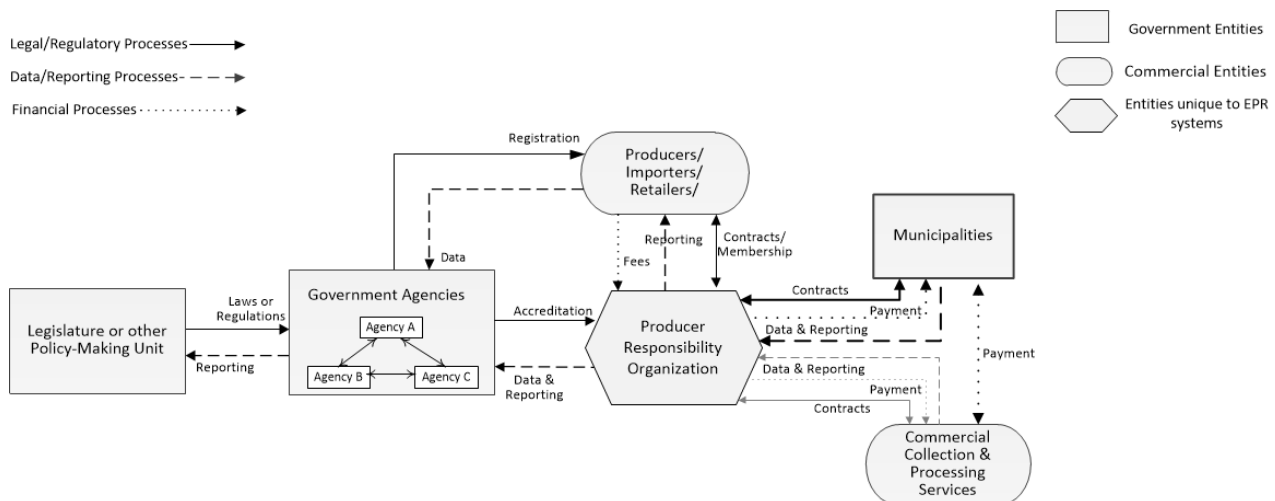 Legal/Regulatory Processes
Data/Reporting Processes
Financial Processes
Government Entities
Commercial Entities
Entities unique to EPR
systems
Registration
Producers/
Importers/
Retailers/
Data
Fees
Reporting
Contracts/
Membership
Municipalities
Legislature or other
Policy-Making Unit
Laws or
Regulations
Reporting
Government Agencies
Agency A
Agency B
Agency C
Accreditation
Data &
Reporting
Producer
Responsibility
Organization
Contracts
Payment
Data & Reporting
Data & Reporting
Payment
Contracts
Payment
Commercial
Collection &
Processing
Services